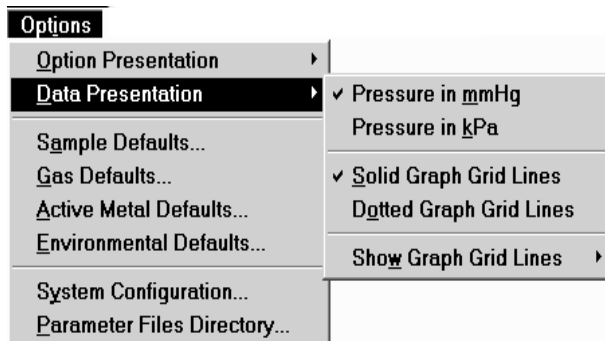 Options
Option Presentation
Data Presentation
Sample Defaults...
Gas Defaults...
Active Metal Defaults...
Environmental Defaults...
System Configuration...
Parameter Files Directory...
Pressure in mmHg
Pressure in kPa
Solid Graph Grid Lines
Dotted Graph Grid Lines
Show Graph Grid Lines